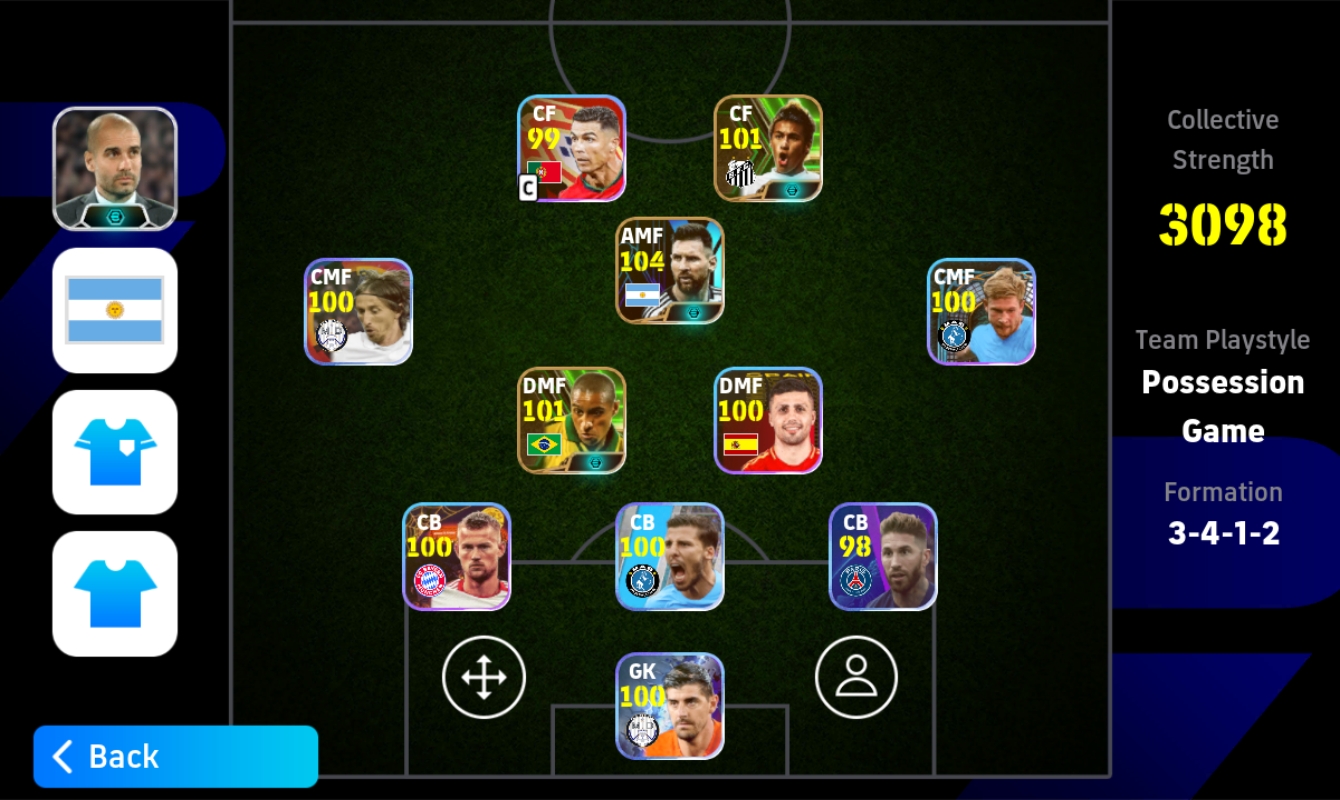 Collective
Strength
3098
Team Playstyle
Possession
Game
Formation
3-4-1-2
CF
99
C
CF
101
AMF
104
CMF
100
CMF
100
DMF
101
DMF
100
CB
100
CB
100
CB
98
GK
100
Back